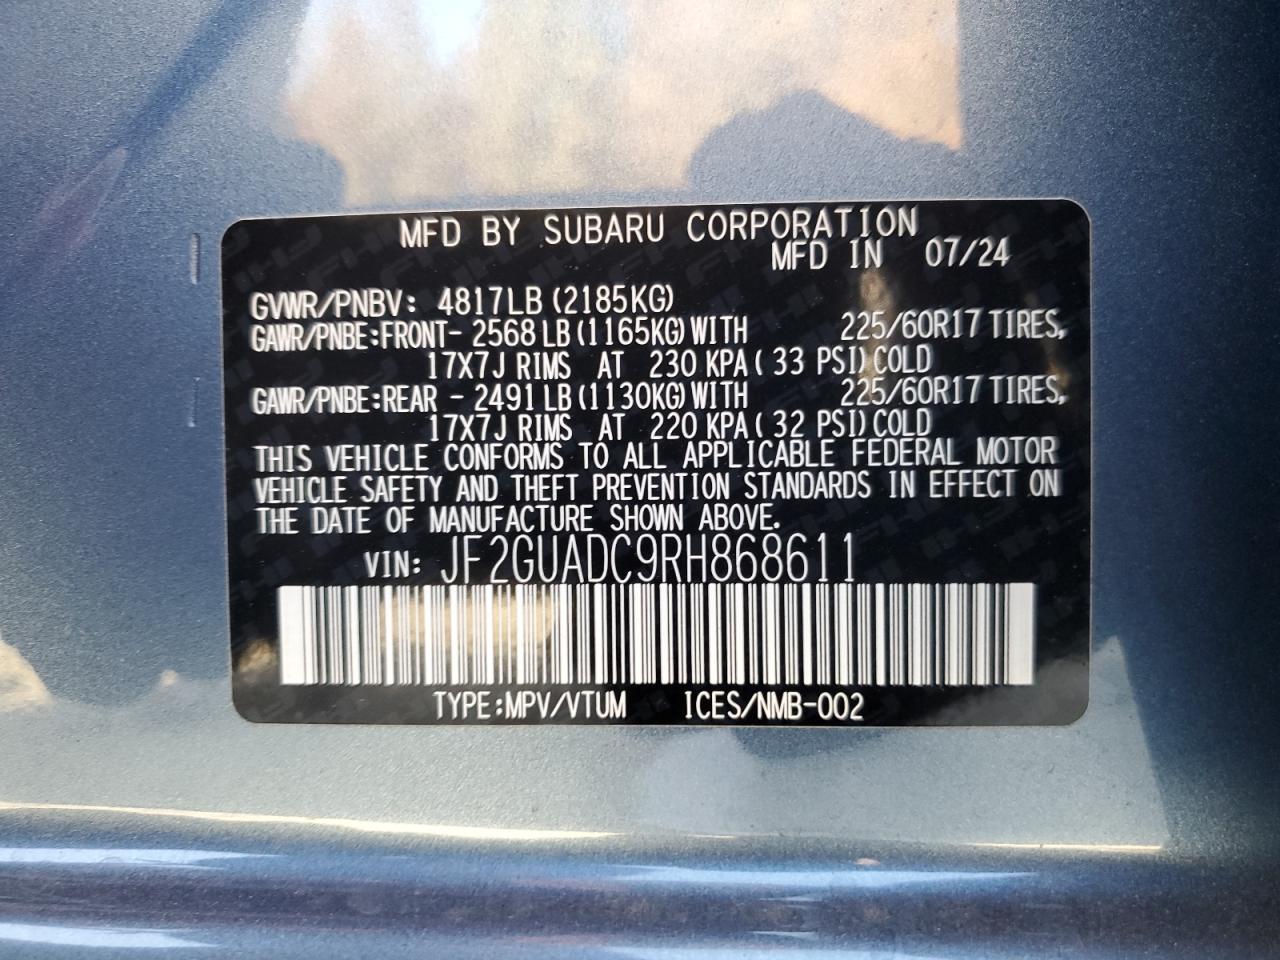 MFD BY SUBARU CORPORATION
MFD IN 07/24
GVWR/PNBV: 4817LB (2185KG)
GAWR/PNBE:FRONT- 2568 LB (1165KG) WITH 225/60R17 TIRES,
17X7J RIMS AT 230 KPA ( 33 PSI) COLD
GAWR/PNBE:REAR - 2491 LB (1130KG) WITH 225/60R17 TIRES,
17X7J RIMS AT 220 KPA ( 32 PSI) COLD
THIS VEHICLE CONFORMS TO ALL APPLICABLE FEDERAL MOTOR
VEHICLE SAFETY AND THEFT PREVENTION STANDARDS IN EFFECT ON
THE DATE OF MANUFACTURE SHOWN ABOVE.
VIN: JF2GUADC9RH868611
TYPE:MPV/VTUM ICES/NMB-002